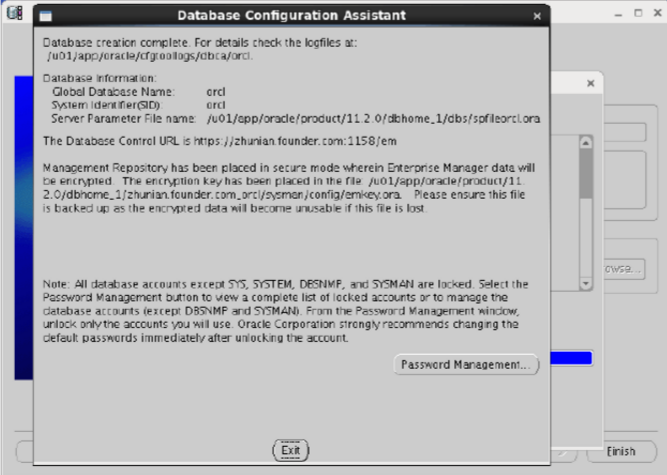 Database Configuration Assistant
Database creation complete. For details check the logfiles at:
/u01/app/oracle/cfgtoollogs/dbca/orcl.
Database Information:
Global Database Name: orcl
System Identifier(SID): orcl
Server Parameter File name: /u01/app/oracle/product/11.2.0/dbhome_1/dbs/spfileorcl.ora
The Database Control URL is https://zhunian.founder.com:1158/em
Management Repository has been placed in secure mode wherein Enterprise Manager data will
be encrypted. The encryption key has been placed in the file: /u01/app/oracle/product/11.
2.0/dbhome_1/zhunian.founder.com_orcl/sysman/config/emkey.ora. Please ensure this file
is backed up as the encrypted data will become unusable if this file is lost.
Note: All database accounts except SYS, SYSTEM, DBSNMP, and SYSMAN are locked. Select the
Password Management button to view a complete list of locked accounts or to manage the
database accounts (except DBSNMP and SYSMAN). From the Password Management window,
unlock only the accounts you will use. Oracle Corporation strongly recommends changing the
default passwords immediately after unlocking the account.
owse...
Password Management...
Exit
Finish